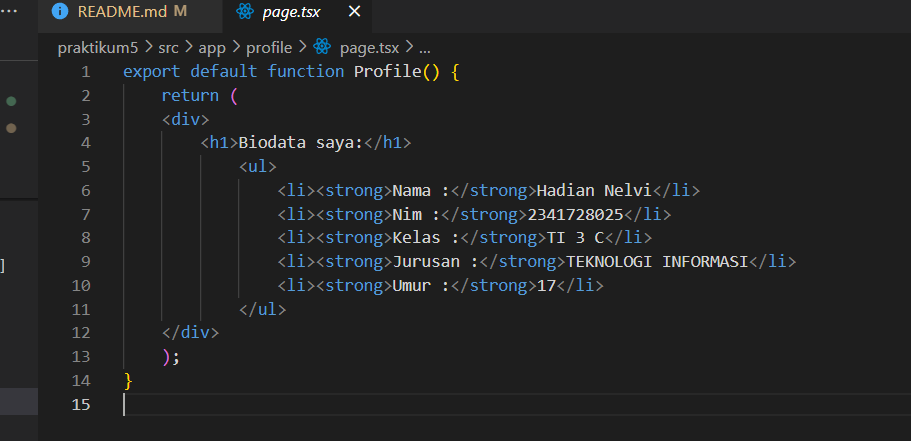 ··· README.md M page.tsx ×
praktikum5 > src > app > profile > page.tsx > ...
1 export default function Profile() {
2 return (
3 <div>
4 <h1>Biodata saya:</h1>
5 <ul>
6 <li><strong>Nama :</strong>Hadian Nelvi</li>
7 <li><strong>Nim :</strong>2341728025</li>
8 <li><strong>Kelas :</strong>TI 3 C</li>
9 <li><strong>Jurusan :</strong>TEKNOLOGI INFORMASI</li>
10 <li><strong>Umur :</strong>17</li>
11 </ul>
12 </div>
13 );
14 }
15
]